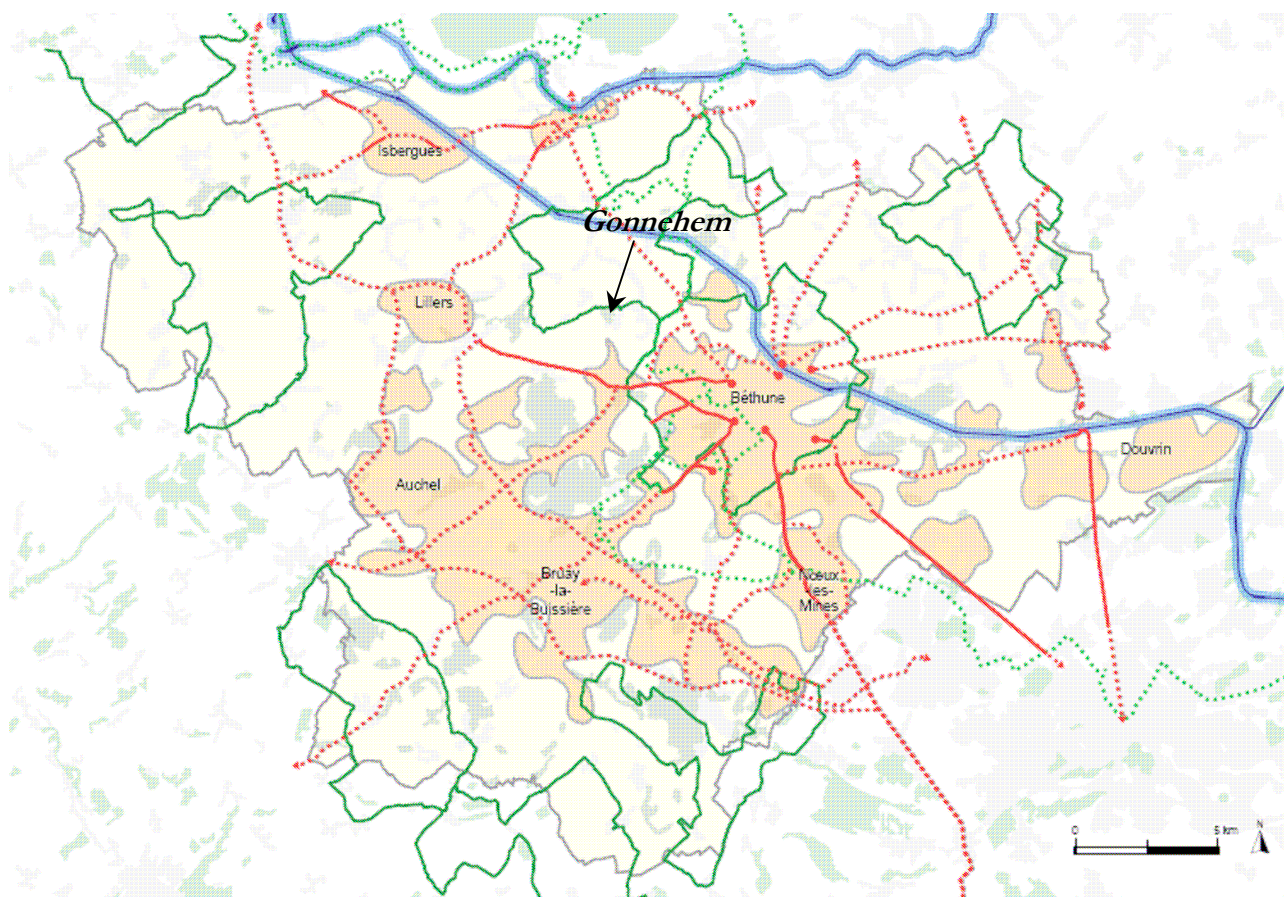 Isbergues
Gonnehem
Lillers
Béthune
Douvrin
Auchel
Bruay
-la-
Buissière
Nœux
-les-
Mines
0
5 km
N